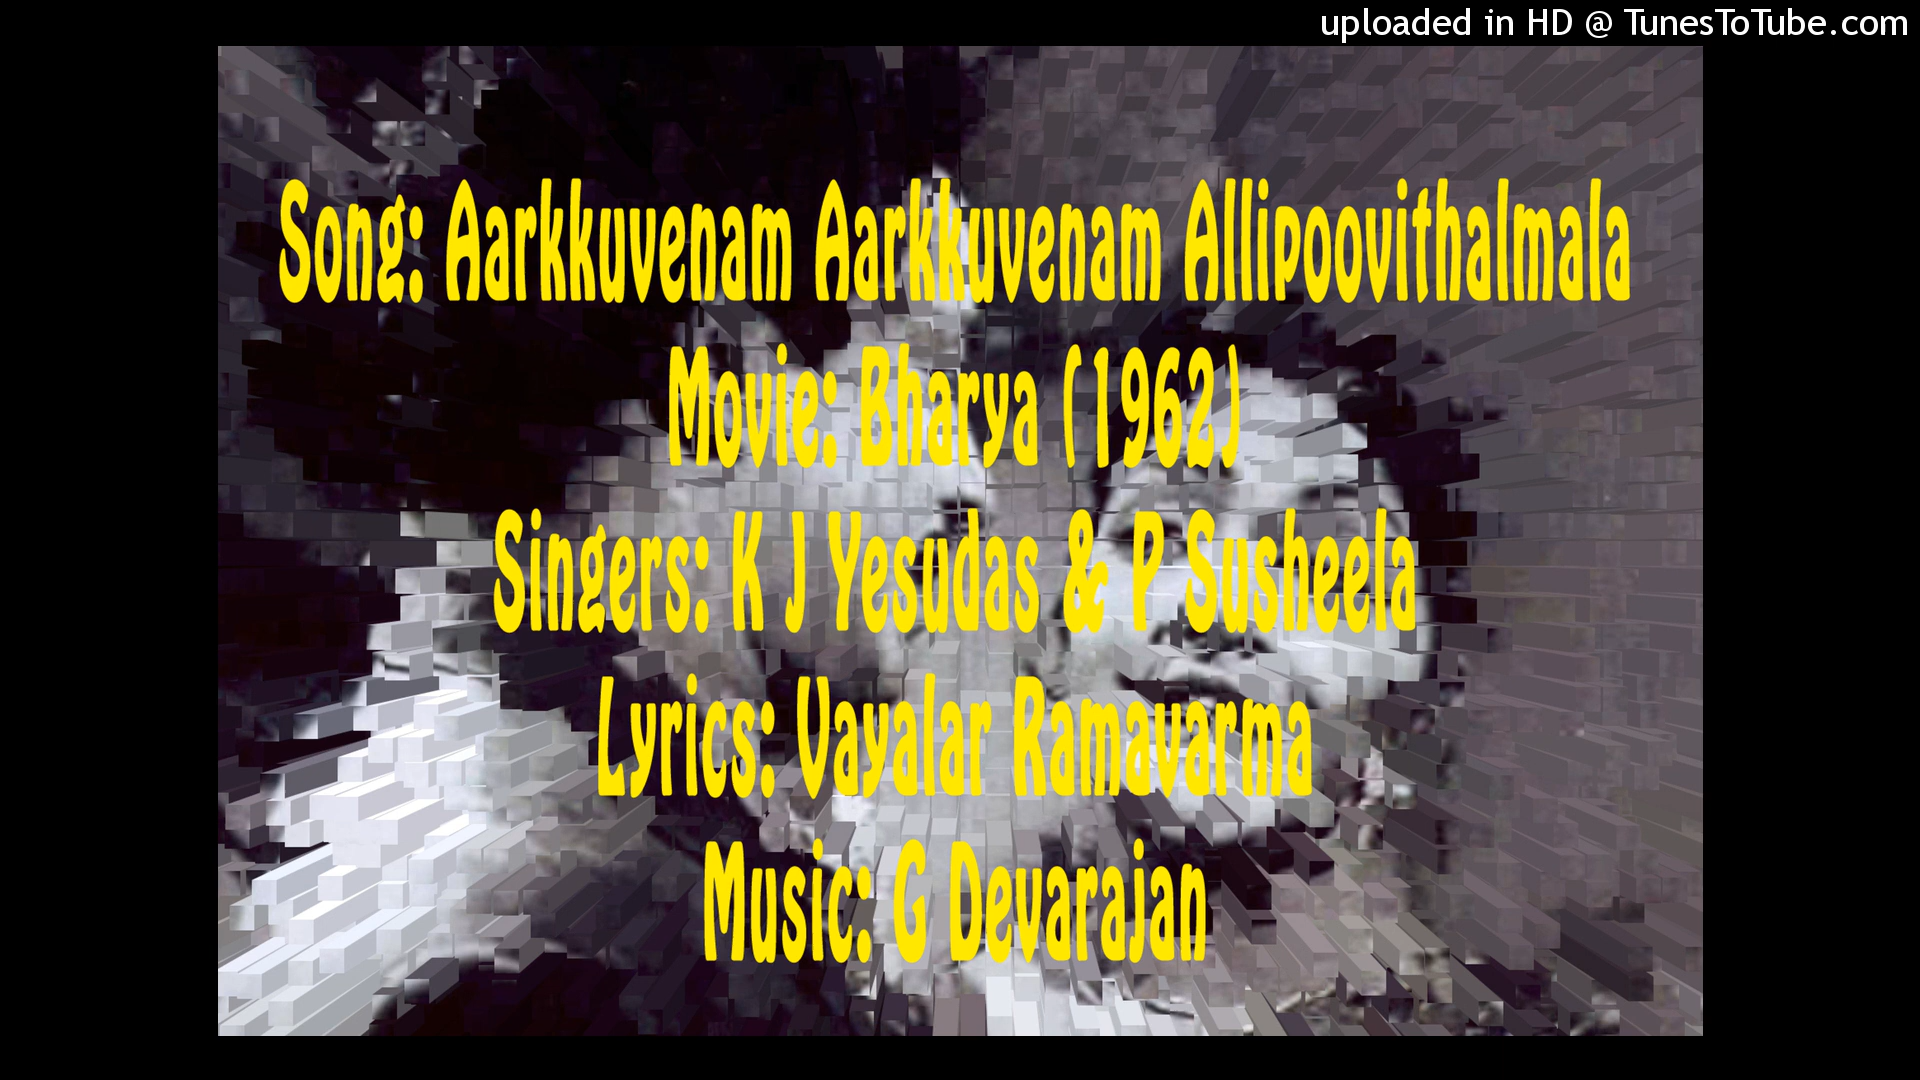 uploaded in HD @ TunesToTube.com
Song: Aarkkuvenam Aarkkuvenam Allipoovithalmala
Movie: Bharya (1962)
Singers: K J Yesudas & P Susheela
Lyrics: Vayalar Ramavarma
Music: G Devarajan